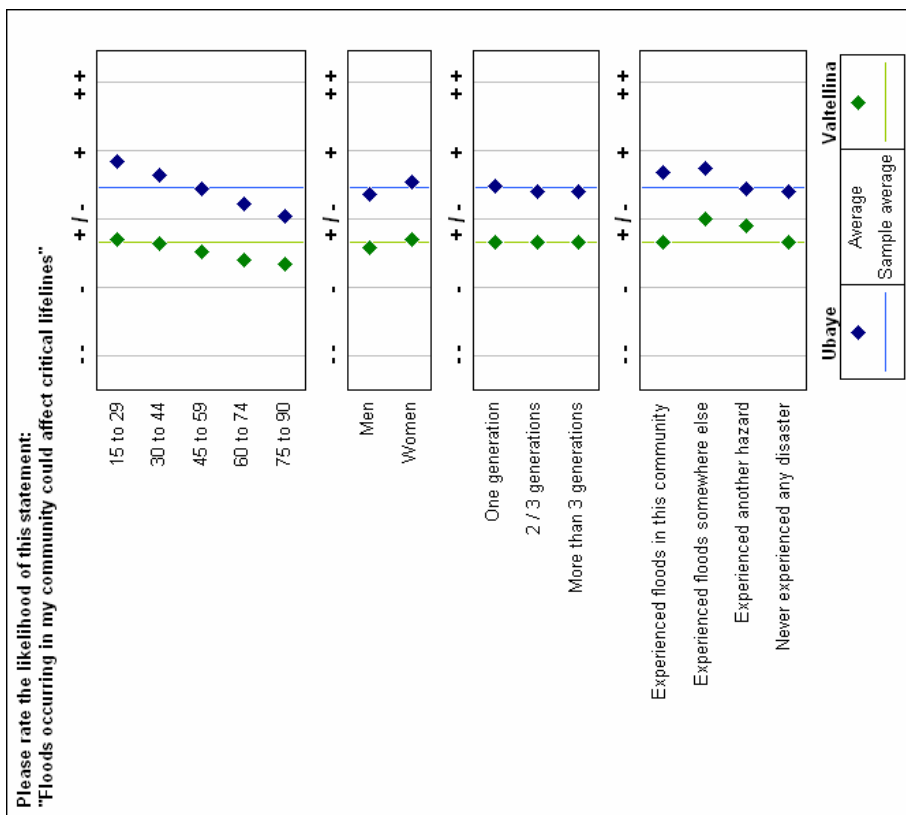 Please rate the likelihood of this statement:
"Floods occurring in my community could affect critical lifelines"
-- - +/- + ++
15 to 29
30 to 44
45 to 59
60 to 74
75 to 90
-- - +/- + ++
Men
Women
-- - +/- + ++
One generation
2 / 3 generations
More than 3 generations
-- - +/- + ++
Experienced floods in this community
Experienced floods somewhere else
Experienced another hazard
Never experienced any disaster
Ubaye Valtellina
Average
Sample average